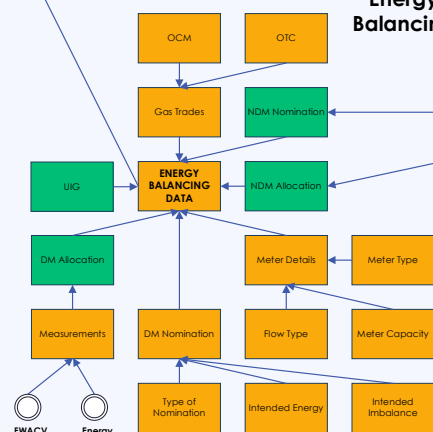 Energy
Balancin
OCM
OTC
Gas Trades
NDM Nomination
UIG
ENERGY
BALANCING
DATA
NDM Allocation
DM Allocation
Meter Details
Meter Type
Measurements
DM Nomination
Flow Type
Meter Capacity
Type of
Nomination
Intended Energy
Intended
Imbalance
EWACV
Energy